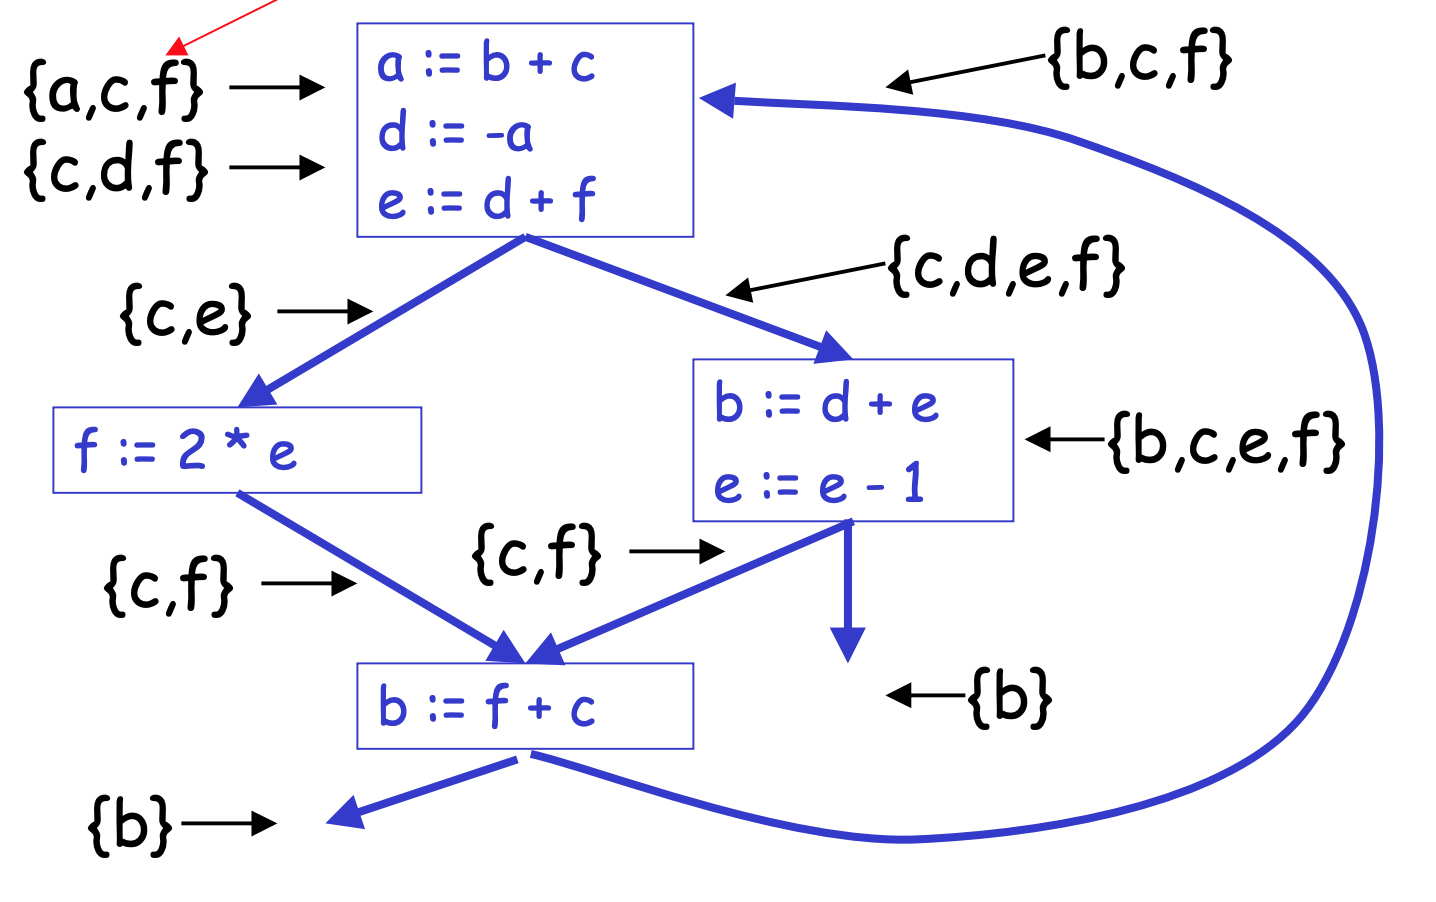 {b,c,f}
a := b + c
{a,c,f}
d := -a
{c,d,f}
e := d + f
{c,d,e,f}
{c,e}
b := d + e
{b,c,e,f}
f := 2 * e
e := e - 1
{c,f}
{c,f}
b := f + c
{b}
{b}